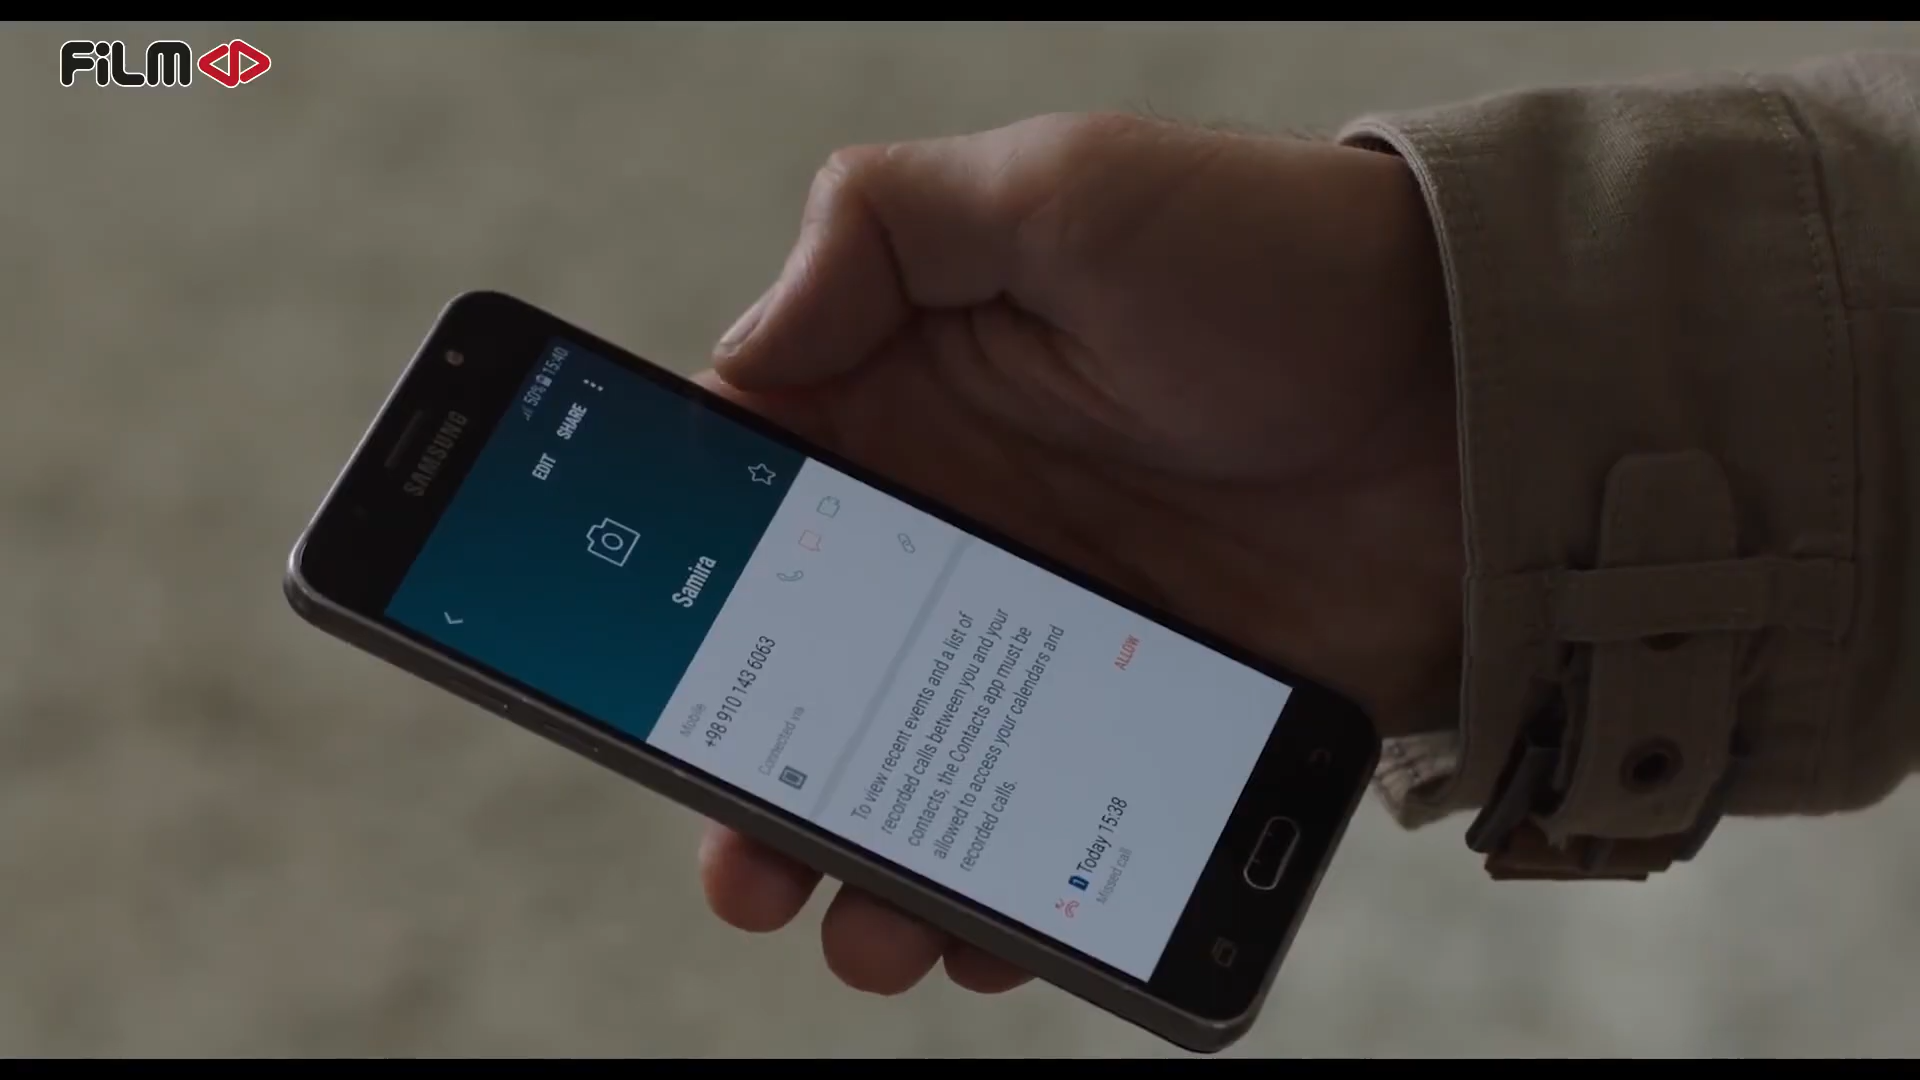 FiLM
SAMSUNG
50% 15:40
EDIT SHARE
Samira
Mobile
+98 910 143 6063
Connected via
To view recent events and a list of
recorded calls between you and your
contacts, the Contacts app must be
allowed to access your calendars and
recorded calls.
ALLOW
1 Today 15:38
Missed call